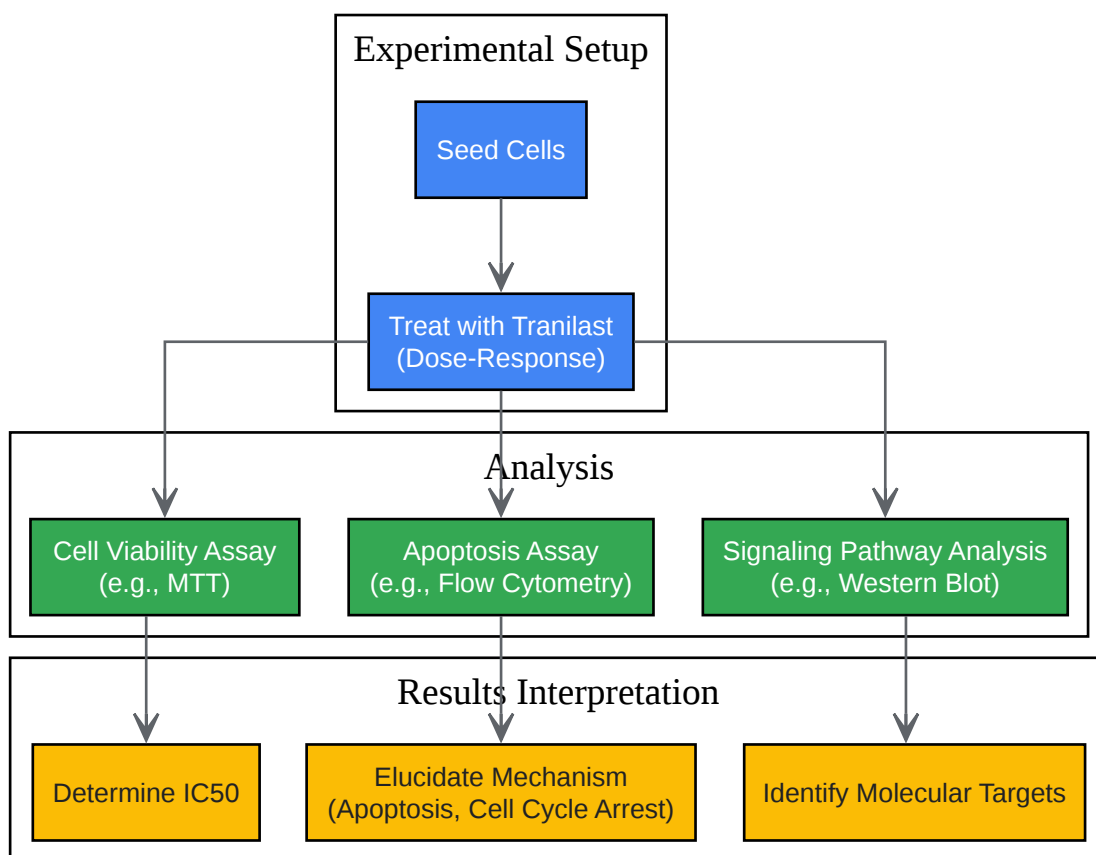 Experimental Setup
Seed Cells
Treat with Tranilast
(Dose-Response)
Analysis
Cell Viability Assay
(e.g., MTT)
Apoptosis Assay
(e.g., Flow Cytometry)
Signaling Pathway Analysis
(e.g., Western Blot)
Results Interpretation
Determine IC50
Elucidate Mechanism
(Apoptosis, Cell Cycle Arrest)
Identify Molecular Targets